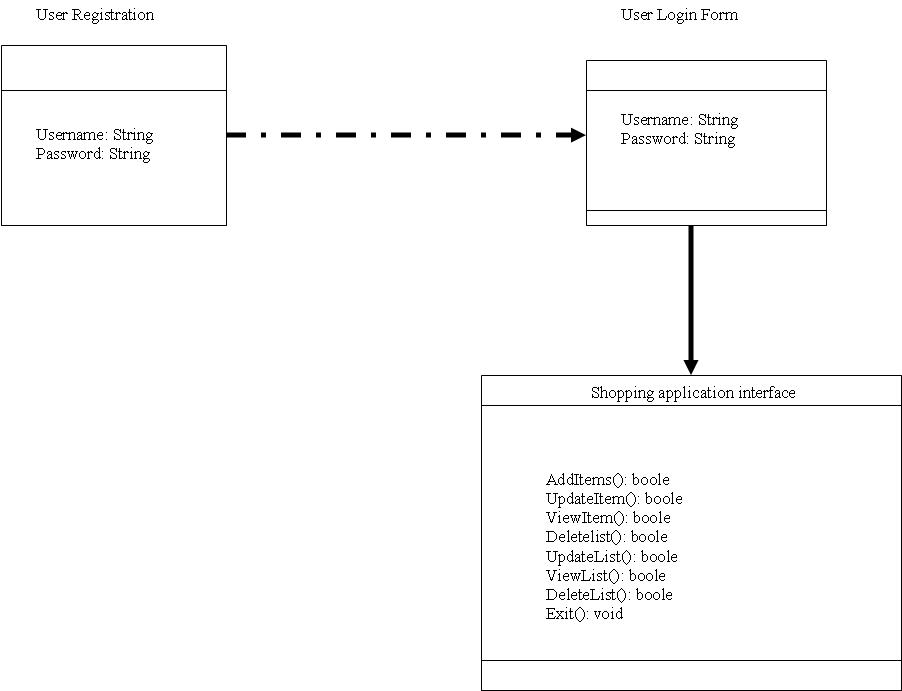 User Registration
User Login Form
Username: String
Password: String
Username: String
Password: String
Shopping application interface
AddItems(): boole
UpdateItem(): boole
ViewItem(): boole
Deletelist(): boole
UpdateList(): boole
ViewList(): boole
DeleteList(): boole
Exit(): void